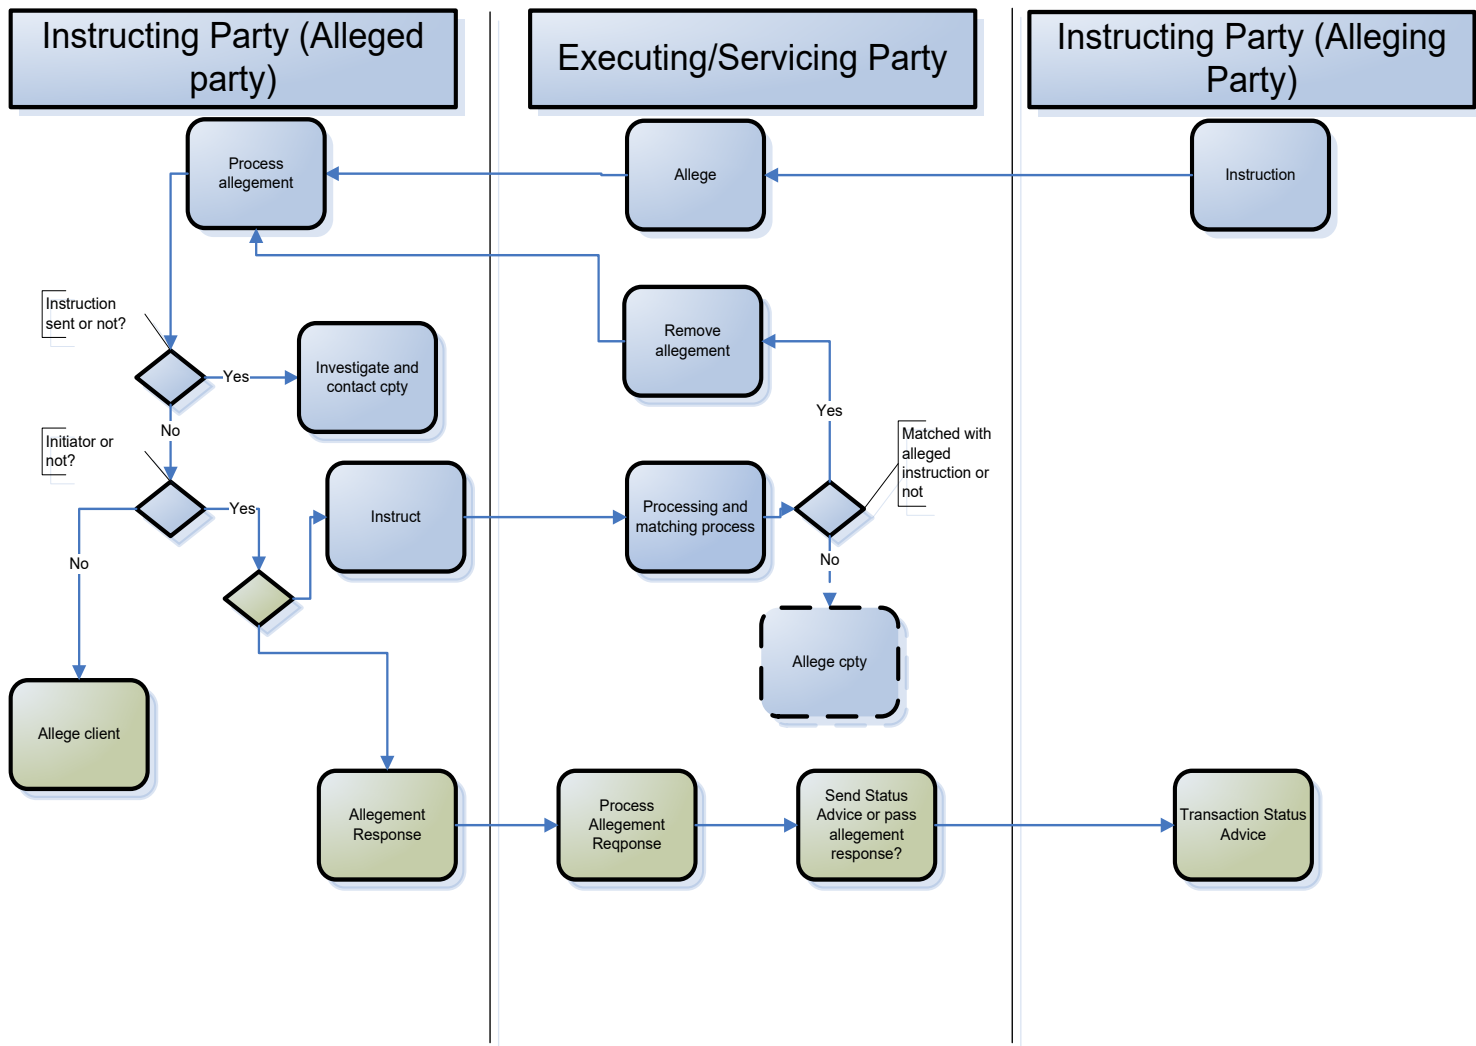 Instructing Party (Alleged
party)
Executing/Servicing Party
Instructing Party (Alleging
Party)
Process
allegement
Allege
Instruction
Instruction
sent or not?
Remove
allegement
Investigate and
contact cpty
Yes
No
Yes
Initiator or
not?
Matched with
alleged
instruction or
not
Yes
Instruct
Processing and
matching process
No
No
Allege cpty
Allege client
Allegement
Response
Process
Allegement
Reqponse
Send Status
Advice or pass
allegement
response?
Transaction Status
Advice